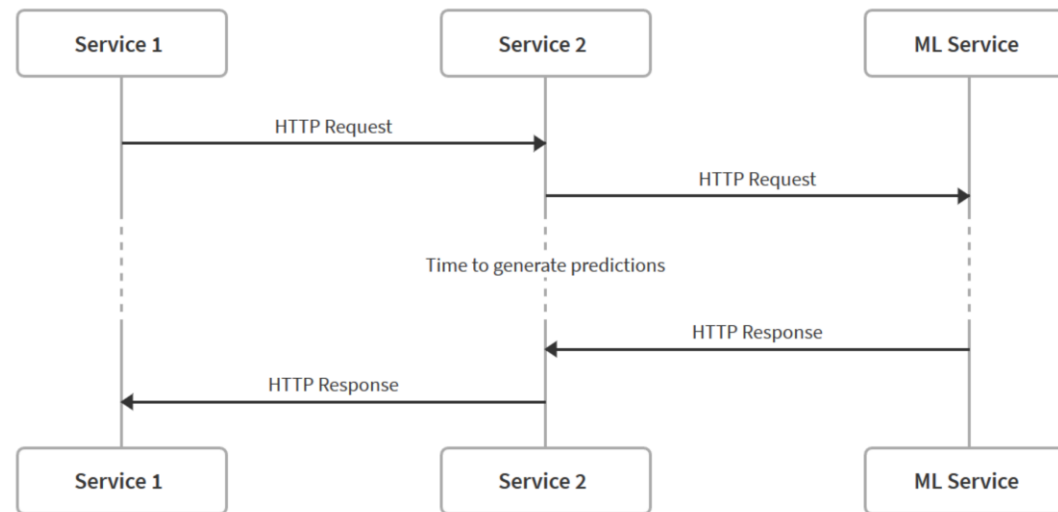 Service 1
Service 2
ML Service
HTTP Request
HTTP Request
Time to generate predictions
HTTP Response
HTTP Response
Service 1
Service 2
ML Service